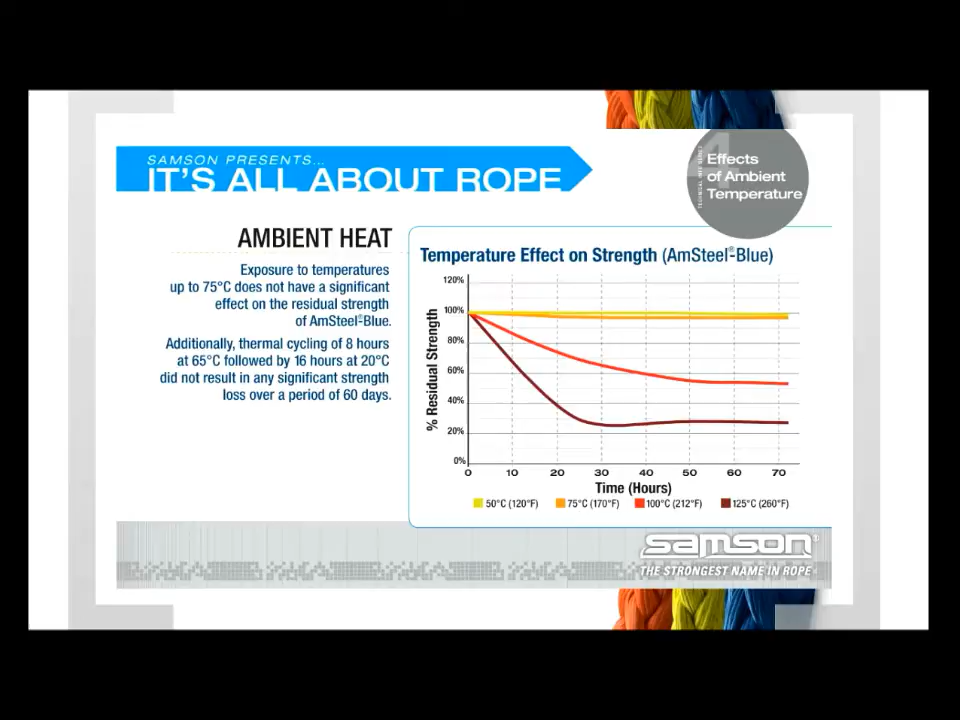 SAMSON PRESENTS...
IT'S ALL ABOUT ROPE
4
Effects
of Ambient
Temperature
AMBIENT HEAT
Exposure to temperatures
up to 75°C does not have a significant
effect on the residual strength
of AmSteel®-Blue.
Additionally, thermal cycling of 8 hours
at 65°C followed by 16 hours at 20°C
did not result in any significant strength
loss over a period of 60 days.
Temperature Effect on Strength (AmSteel®-Blue)
% Residual Strength
120%
100%
80%
60%
40%
20%
0%
0 10 20 30 40 50 60 70
Time (Hours)
50°C (120°F) 75°C (170°F) 100°C (212°F) 125°C (260°F)
samson®
THE STRONGEST NAME IN ROPE